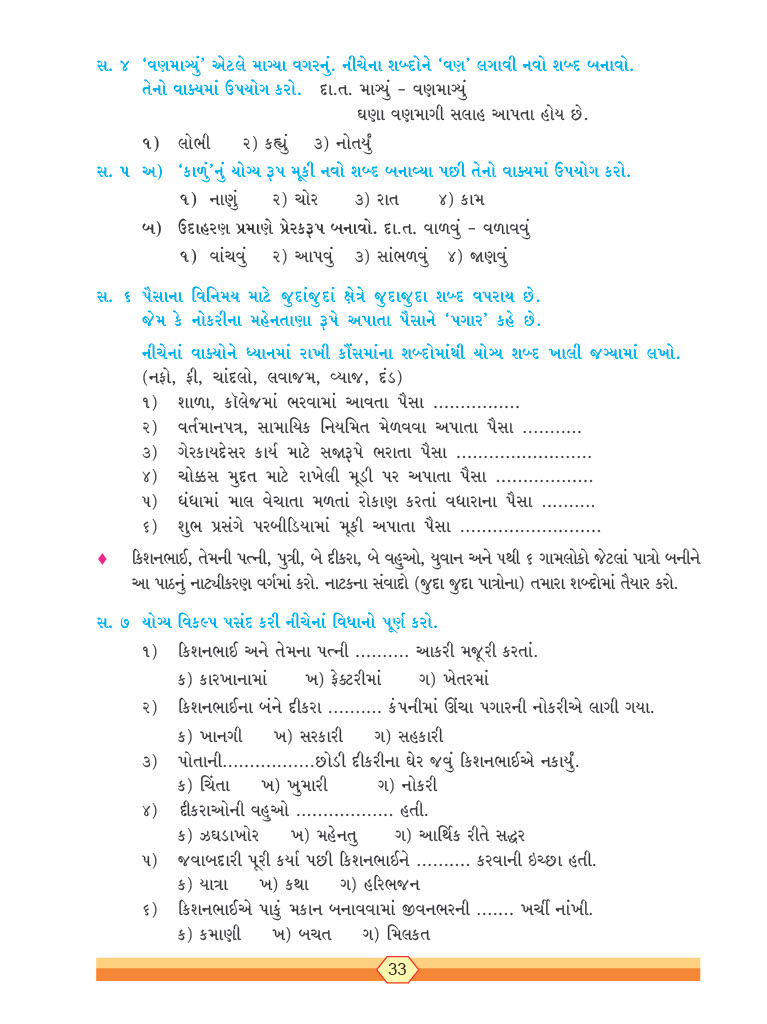 સ. ૪ ‘વણમાગ્યું’ એટલે માગ્યા વગરનું. નીચેના શબ્દોને ‘વણ’ લગાવી નવો શબ્દ બનાવો.
તેનો વાક્યમાં ઉપયોગ કરો. દા.ત. માગ્યું – વણમાગ્યું
ઘણા વણમાગી સલાહ આપતા હોય છે.
૧) લોભી ૨) કહ્યું ૩) નોતર્યું
સ. ૫ અ) ‘કાળું’નું યોગ્ય રૂપ મૂકી નવો શબ્દ બનાવ્યા પછી તેનો વાક્યમાં ઉપયોગ કરો.
૧) નાણું ૨) ચોર ૩) રાત ૪) કામ
બ) ઉદાહરણ પ્રમાણે પ્રેરકરૂપ બનાવો. દા.ત. વાળવું – વળાવવું
૧) વાંચવું ૨) આપવું ૩) સાંભળવું ૪) જાણવું
સ. ૬ પૈસાના વિનિમય માટે જુદાંજુદાં ક્ષેત્રે જુદાજુદા શબ્દ વપરાય છે.
જેમ કે નોકરીના મહેનતાણા રૂપે અપાતા પૈસાને ‘પગાર’ કહે છે.
નીચેનાં વાક્યોને ધ્યાનમાં રાખી કૌંસમાંના શબ્દોમાંથી યોગ્ય શબ્દ ખાલી જગ્યામાં લખો.
(નફો, ફી, ચાંદલો, લવાજમ, વ્યાજ, દંડ)
૧) શાળા, કૉલેજમાં ભરવામાં આવતા પૈસા ................
૨) વર્તમાનપત્ર, સામાયિક નિયમિત મેળવવા અપાતા પૈસા ...........
૩) ગેરકાયદેસર કાર્ય માટે સજારૂપે ભરાતા પૈસા .........................
૪) ચોક્કસ મુદત માટે રાખેલી મૂડી પર અપાતા પૈસા ..................
૫) ધંધામાં માલ વેચાતા મળતાં રોકાણ કરતાં વધારાના પૈસા ..........
૬) શુભ પ્રસંગે પરબીડિયામાં મૂકી અપાતા પૈસા ..........................
♦ કિશનભાઈ, તેમની પત્ની, પુત્રી, બે દીકરા, બે વહુઓ, યુવાન અને ૫થી ૬ ગામલોકો જેટલાં પાત્રો બનીને
આ પાઠનું નાટ્યીકરણ વર્ગમાં કરો. નાટકના સંવાદો (જુદા જુદા પાત્રોના) તમારા શબ્દોમાં તૈયાર કરો.
સ. ૭ યોગ્ય વિકલ્પ પસંદ કરી નીચેનાં વિધાનો પૂર્ણ કરો.
૧) કિશનભાઈ અને તેમના પત્ની .......... આકરી મજૂરી કરતાં.
ક) કારખાનામાં ખ) ફેક્ટરીમાં ગ) ખેતરમાં
૨) કિશનભાઈના બંને દીકરા .......... કંપનીમાં ઊંચા પગારની નોકરીએ લાગી ગયા.
ક) ખાનગી ખ) સરકારી ગ) સહકારી
૩) પોતાની.................છોડી દીકરીના ઘેર જવું કિશનભાઈએ નકાર્યું.
ક) ચિંતા ખ) ખુમારી ગ) નોકરી
૪) દીકરાઓની વહુઓ .................. હતી.
ક) ઝઘડાખોર ખ) મહેનતુ ગ) આર્થિક રીતે સદ્ધર
૫) જવાબદારી પૂરી કર્યા પછી કિશનભાઈને .......... કરવાની ઇચ્છા હતી.
ક) યાત્રા ખ) કથા ગ) હરિભજન
૬) કિશનભાઈએ પાકું મકાન બનાવવામાં જીવનભરની ....... ખર્ચી નાંખી.
ક) કમાણી ખ) બચત ગ) મિલકત
33